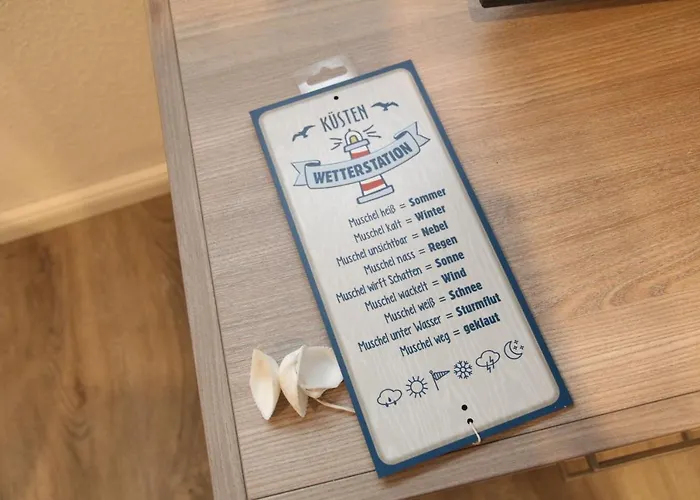 KÜSTEN
WETTERSTATION
Muschel heiß = Sommer
Muschel kalt = Winter
Muschel unsichtbar = Nebel
Muschel nass = Regen
Muschel wirft Schatten = Sonne
Muschel wackelt = Wind
Muschel weiß = Schnee
Muschel unter Wasser = Sturmflut
Muschel weg = geklaut